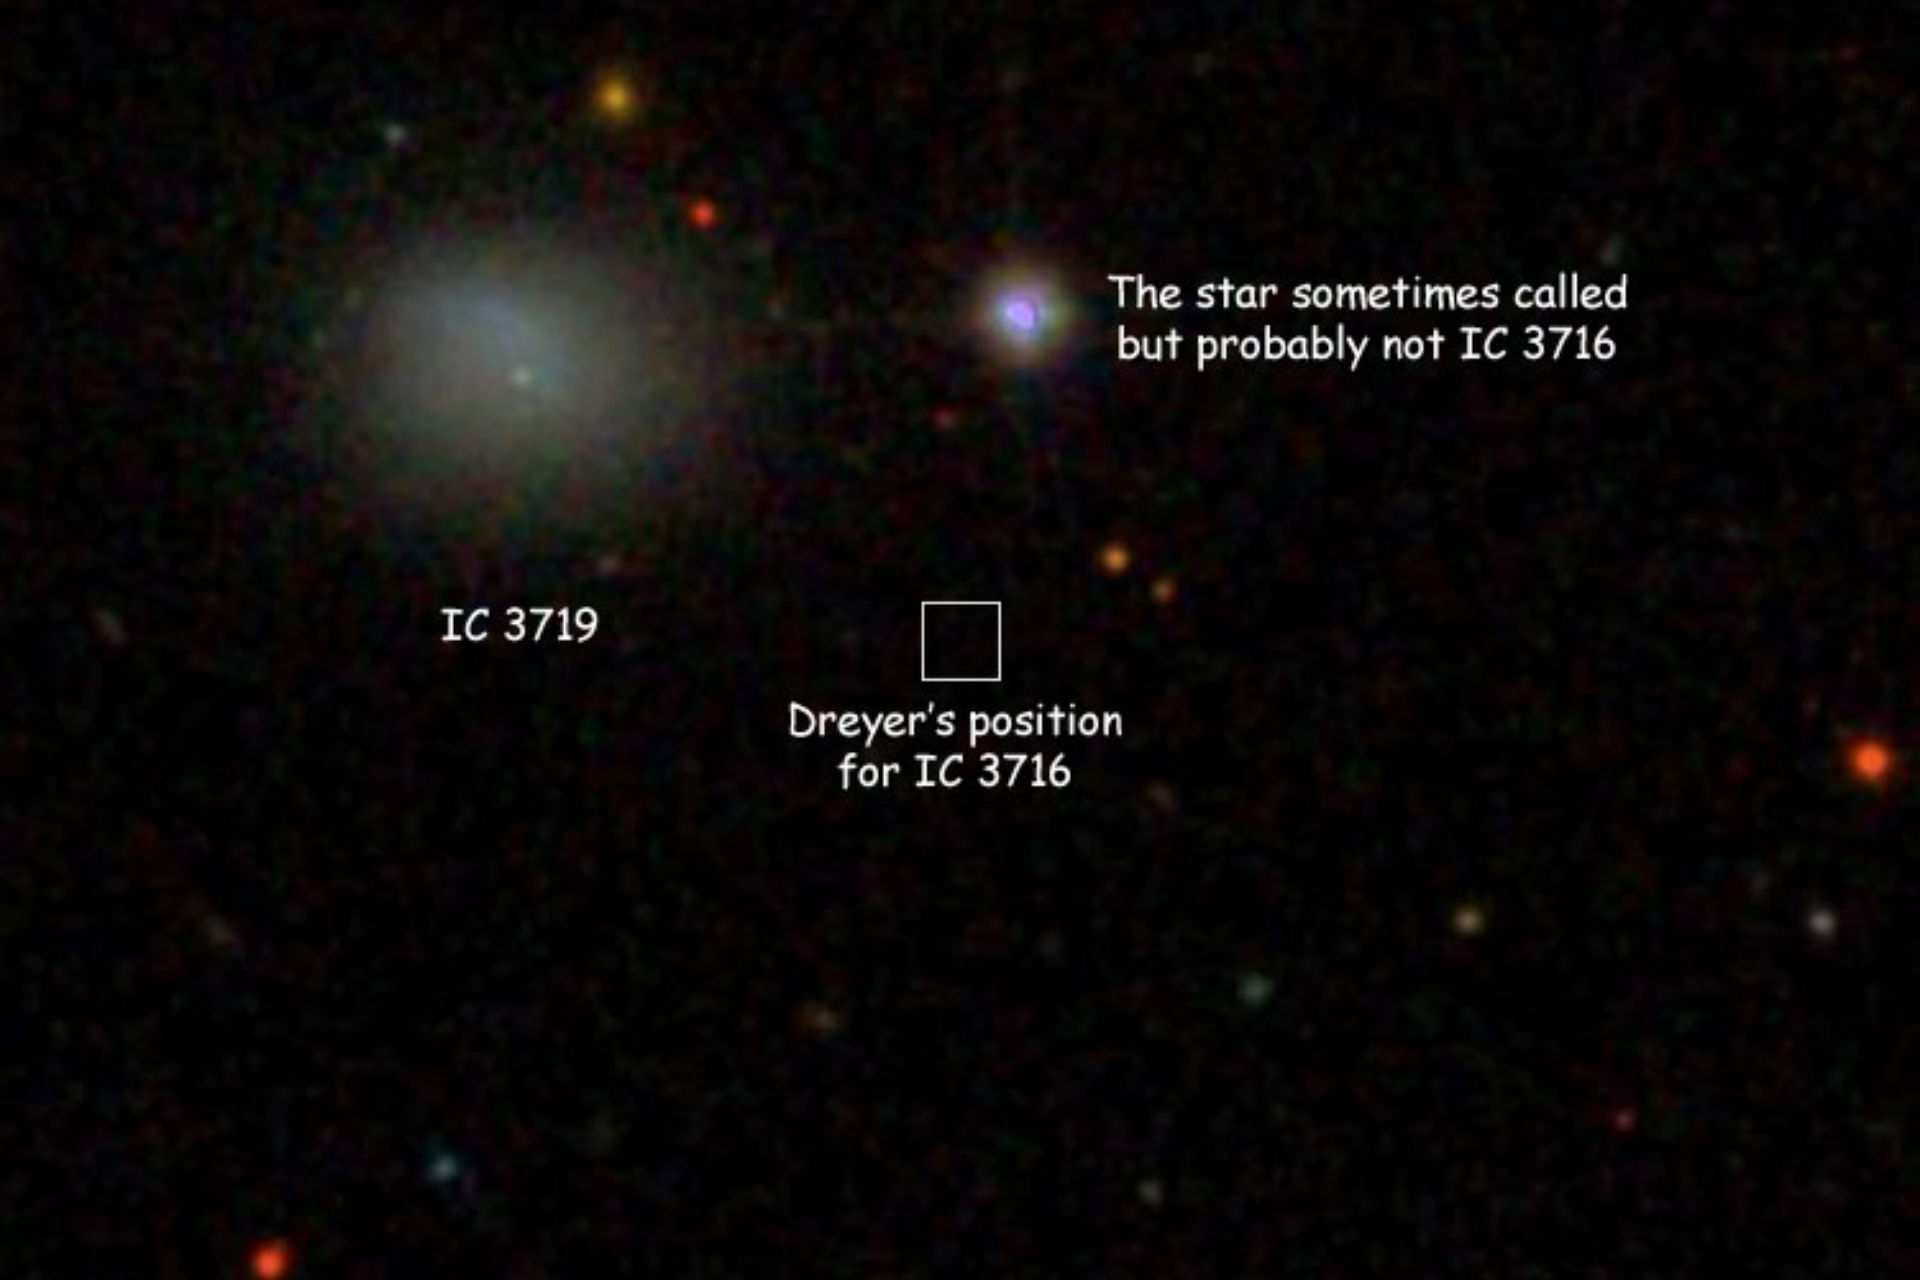 The star sometimes called
but probably not IC 3716
IC 3719
Dreyer's position
for IC 3716